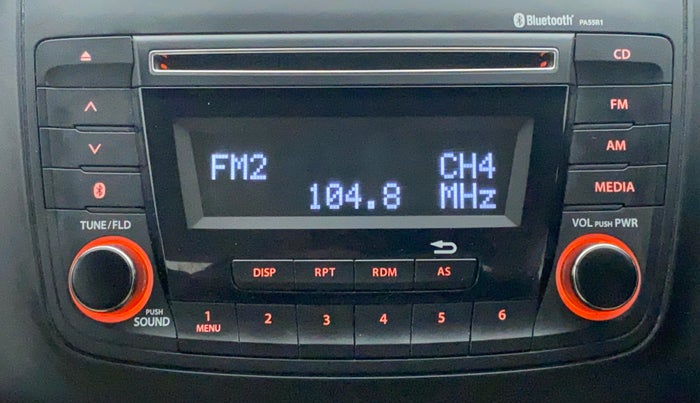 Bluetooth PA55R1
CD
FM
AM
MEDIA
FM2 CH4
104.8 MHz
TUNE/FLD
VOL PUSH PWR
DISP RPT RDM AS
PUSH SOUND
1 MENU 2 3 4 5 6